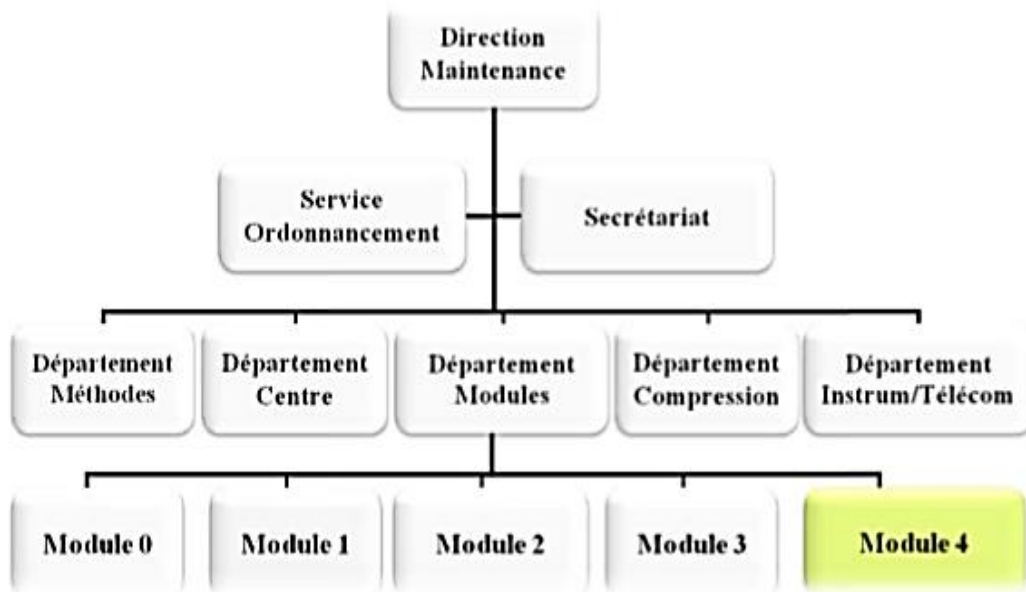 Direction
Maintenance
Service
Ordonnancement
Secrétariat
Département
Méthodes
Département
Centre
Département
Modules
Département
Compression
Département
Instrum/Télécom
Module 0
Module 1
Module 2
Module 3
Module 4